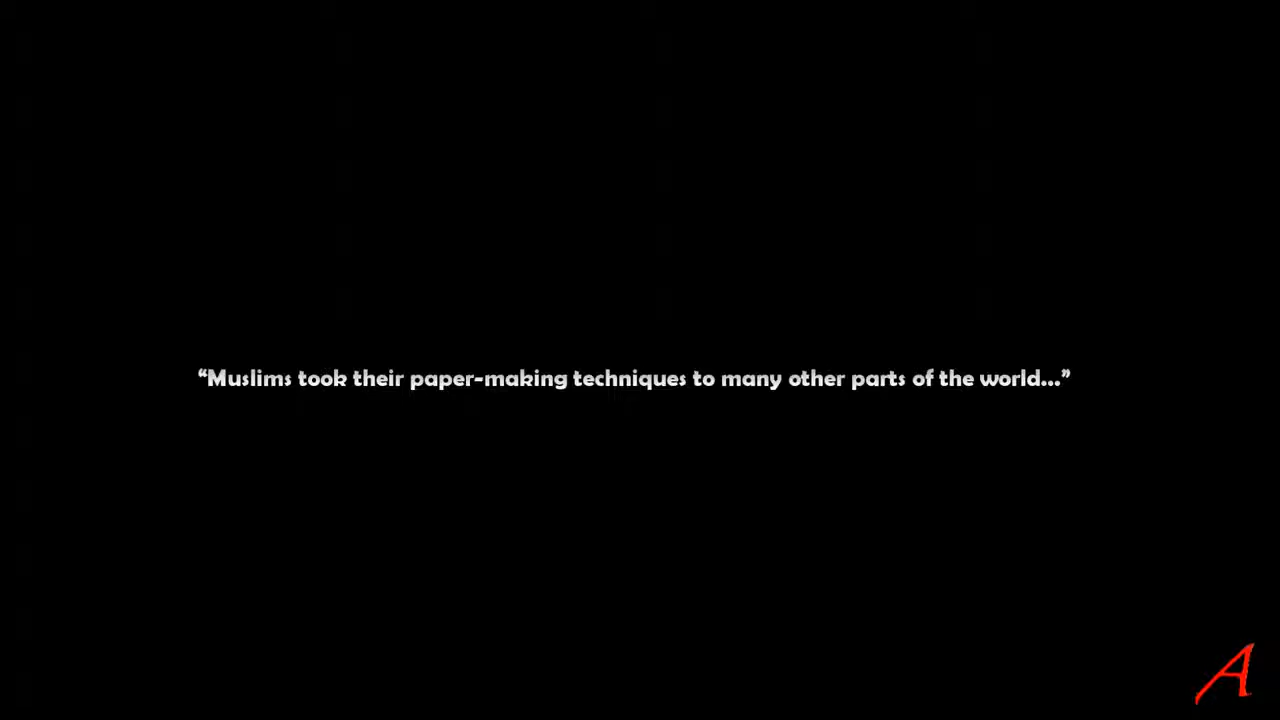 “Muslims took their paper-making techniques to many other parts of the world...”
A